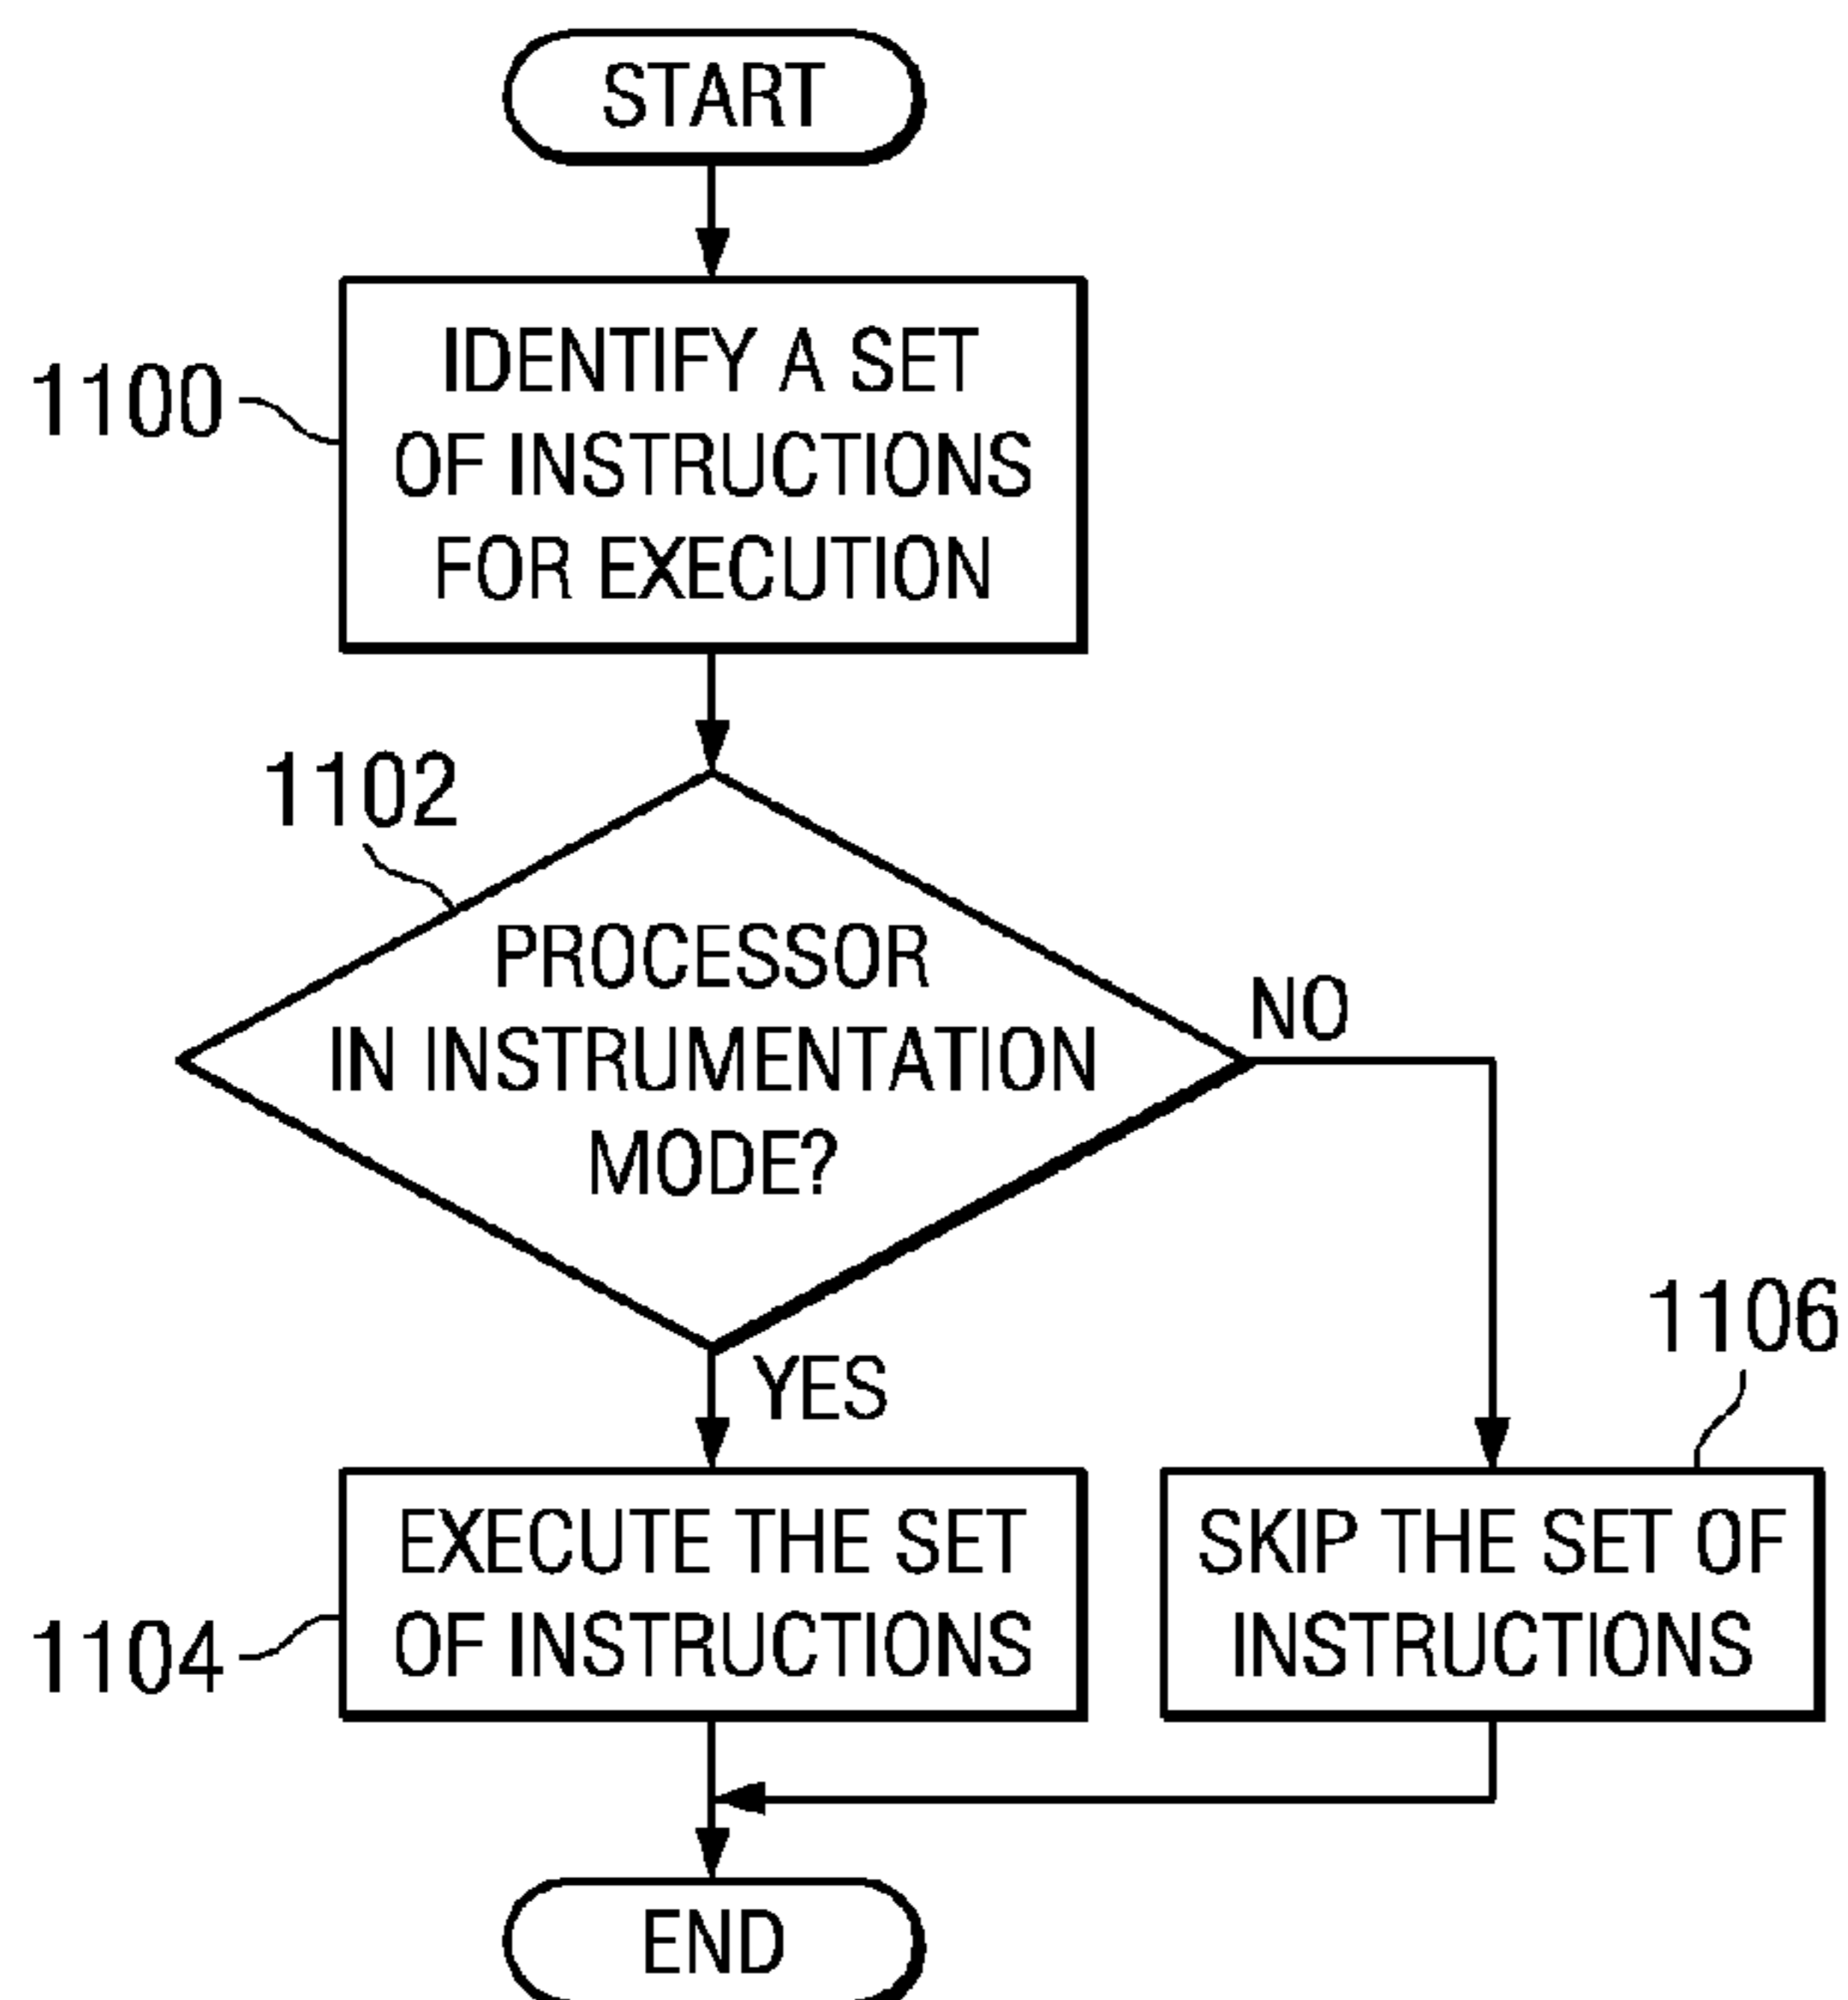 START
1100
IDENTIFY A SET
OF INSTRUCTIONS
FOR EXECUTION
1102
PROCESSOR
IN INSTRUMENTATION
MODE?
NO
YES
1104
EXECUTE THE SET
OF INSTRUCTIONS
1106
SKIP THE SET OF
INSTRUCTIONS
END